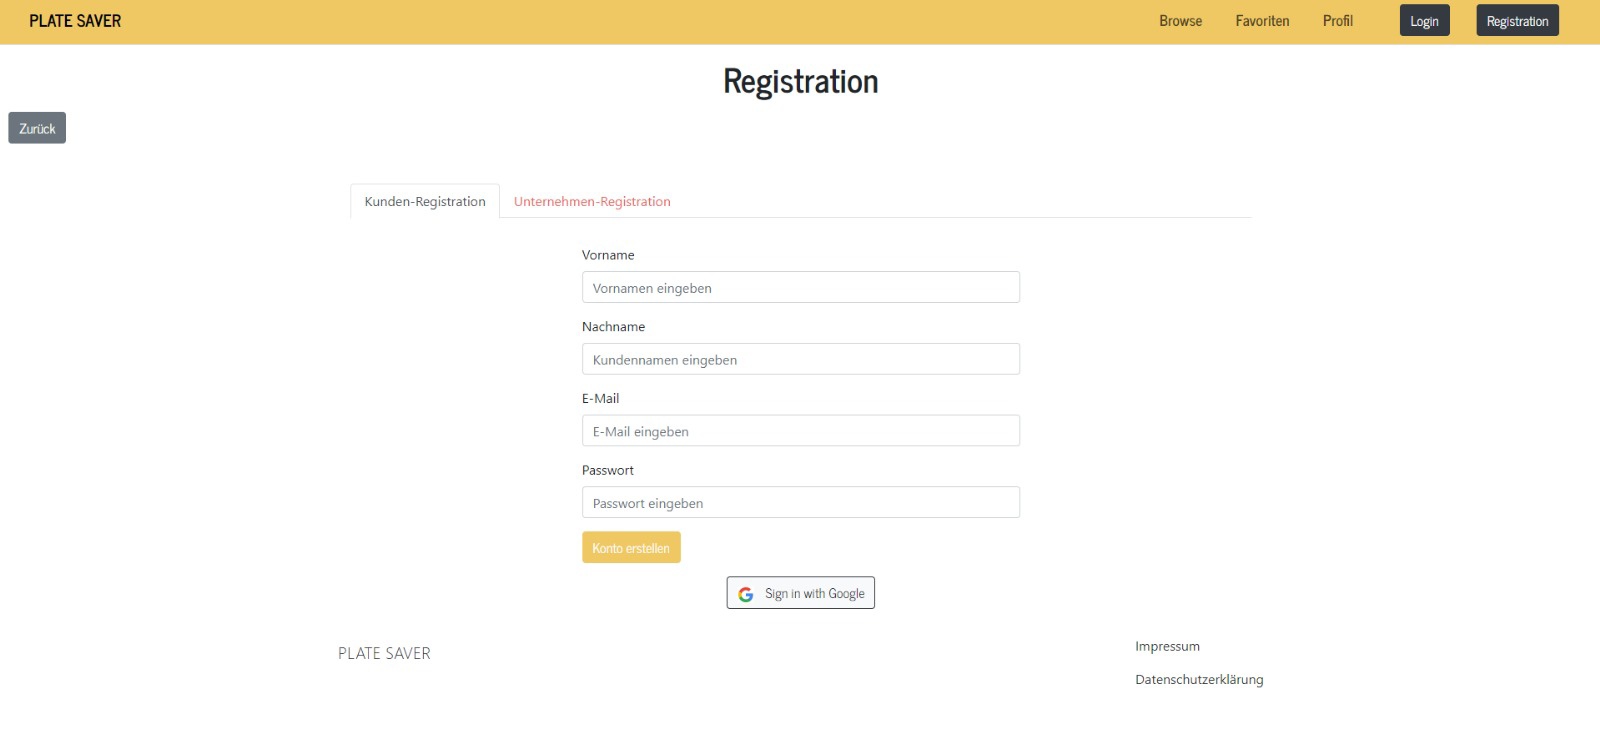 PLATE SAVER Browse Favoriten Profil Login Registration
Registration
Zurück
Kunden-Registration Unternehmen-Registration
Vorname
Vornamen eingeben
Nachname
Kundennamen eingeben
E-Mail
E-Mail eingeben
Passwort
Passwort eingeben
Konto erstellen
Sign in with Google
PLATE SAVER
Impressum
Datenschutzerklärung